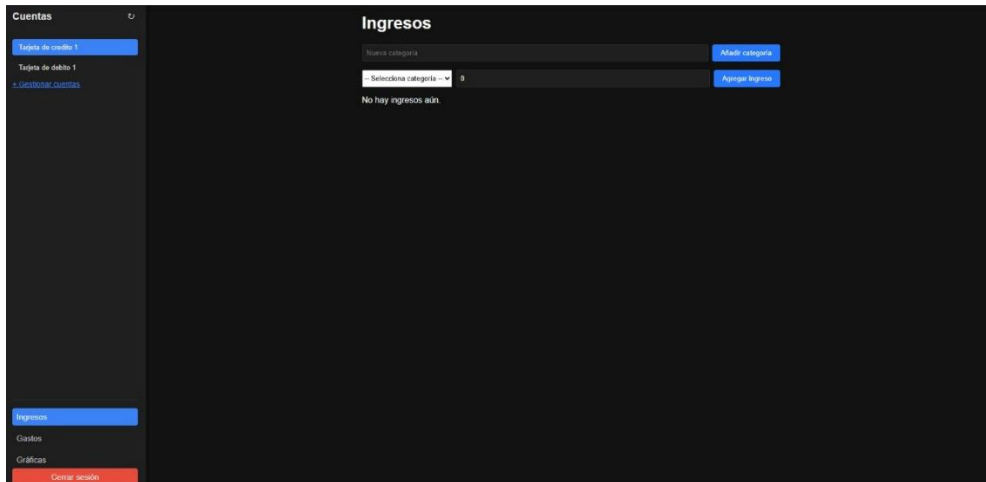 Cuentas ↻
Tarjeta de credito 1
Tarjeta de debito 1
+ Gestionar cuentas
Ingresos
Gastos
Gráficas
Cerrar sesión
Ingresos
Nueva categoría
Añadir categoría
-- Selecciona categoría -- 0
Agregar ingreso
No hay ingresos aún.